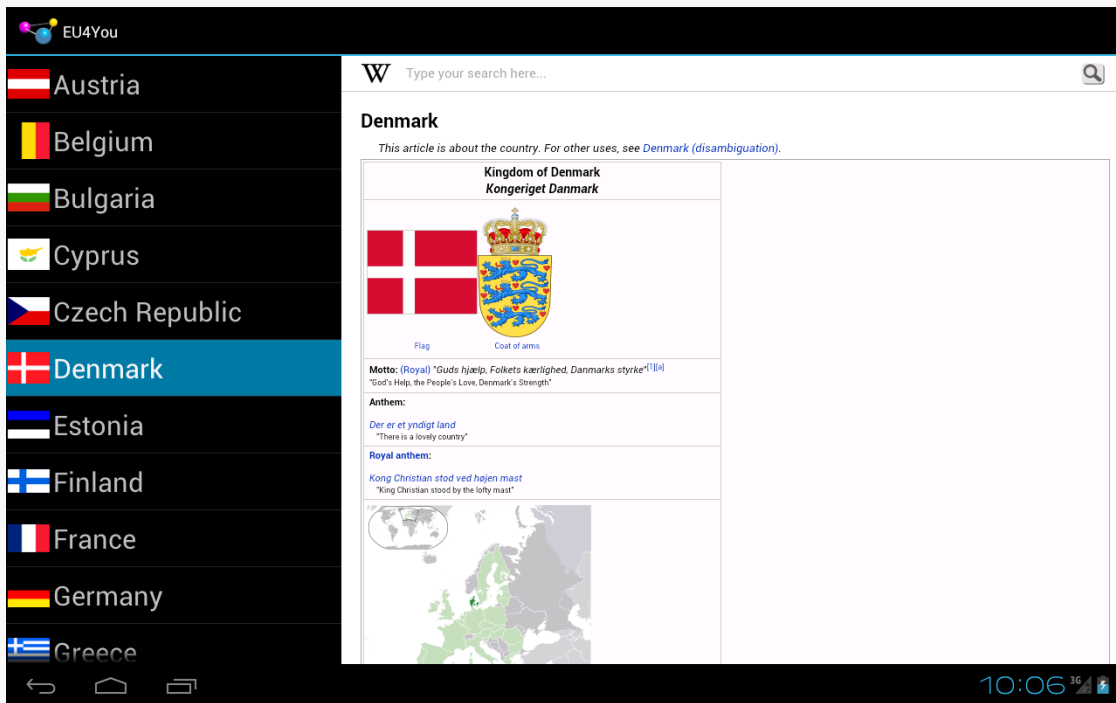 EU4You
Austria
Belgium
Bulgaria
Cyprus
Czech Republic
Denmark
Estonia
Finland
France
Germany
Greece
W Type your search here...
Denmark
This article is about the country. For other uses, see Denmark (disambiguation).
Kingdom of Denmark
Kongeriget Danmark
Flag Coat of arms
Motto: (Royal) "Guds hjælp, Folkets kærlighed, Danmarks styrke"[1][a]
"God's Help, the People's Love, Denmark's Strength"
Anthem:
Der er et yndigt land
"There is a lovely country"
Royal anthem:
Kong Christian stod ved højen mast
"King Christian stood by the lofty mast"
10:06 3G